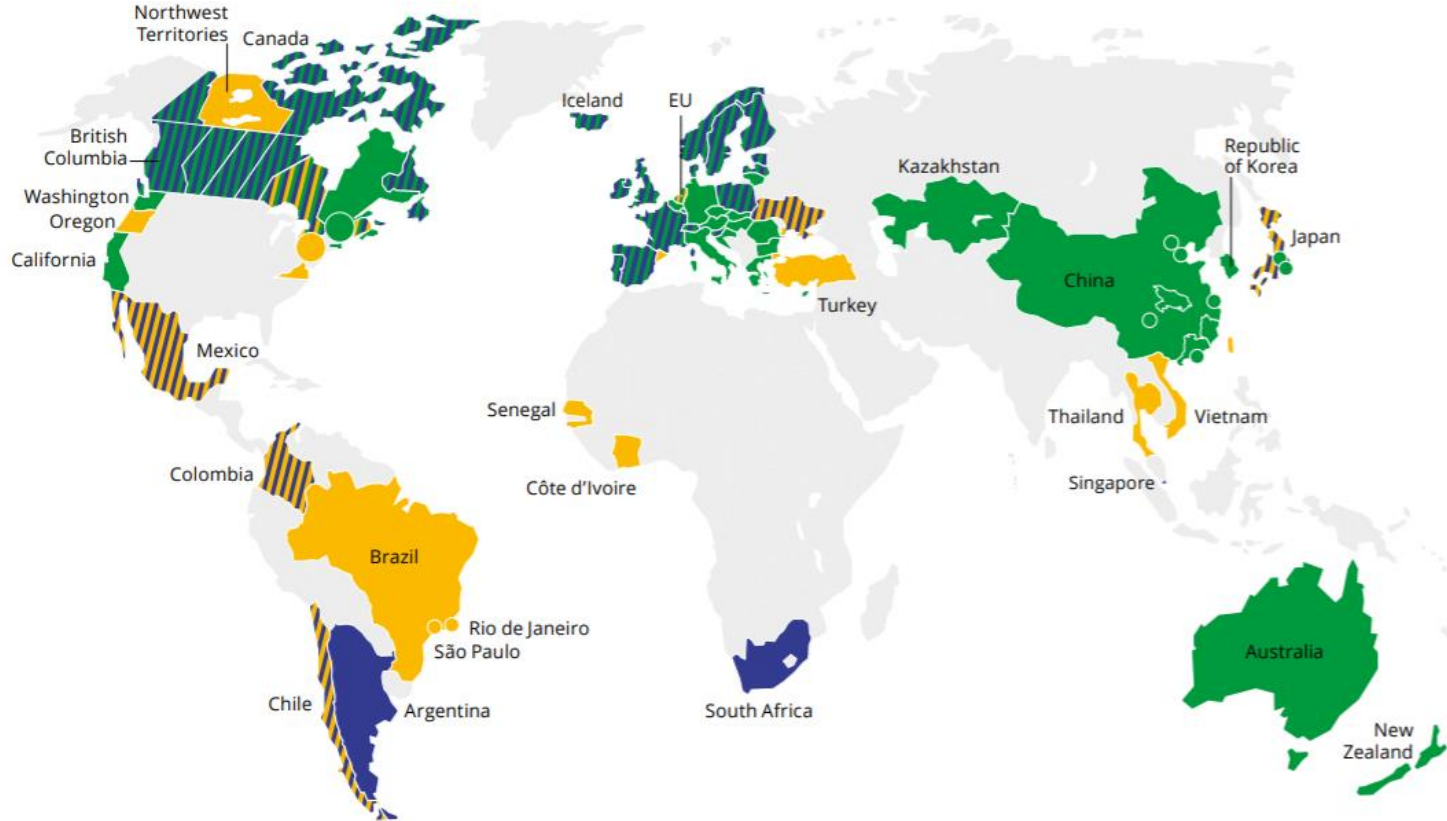 Northwest
Territories
Canada
British
Columbia
Washington
Oregon
California
Mexico
Colombia
Brazil
Rio de Janeiro
São Paulo
Chile
Argentina
Iceland
EU
Kazakhstan
Republic
of Korea
Japan
China
Turkey
Senegal
Côte d’Ivoire
Thailand
Vietnam
Singapore
South Africa
Australia
New
Zealand